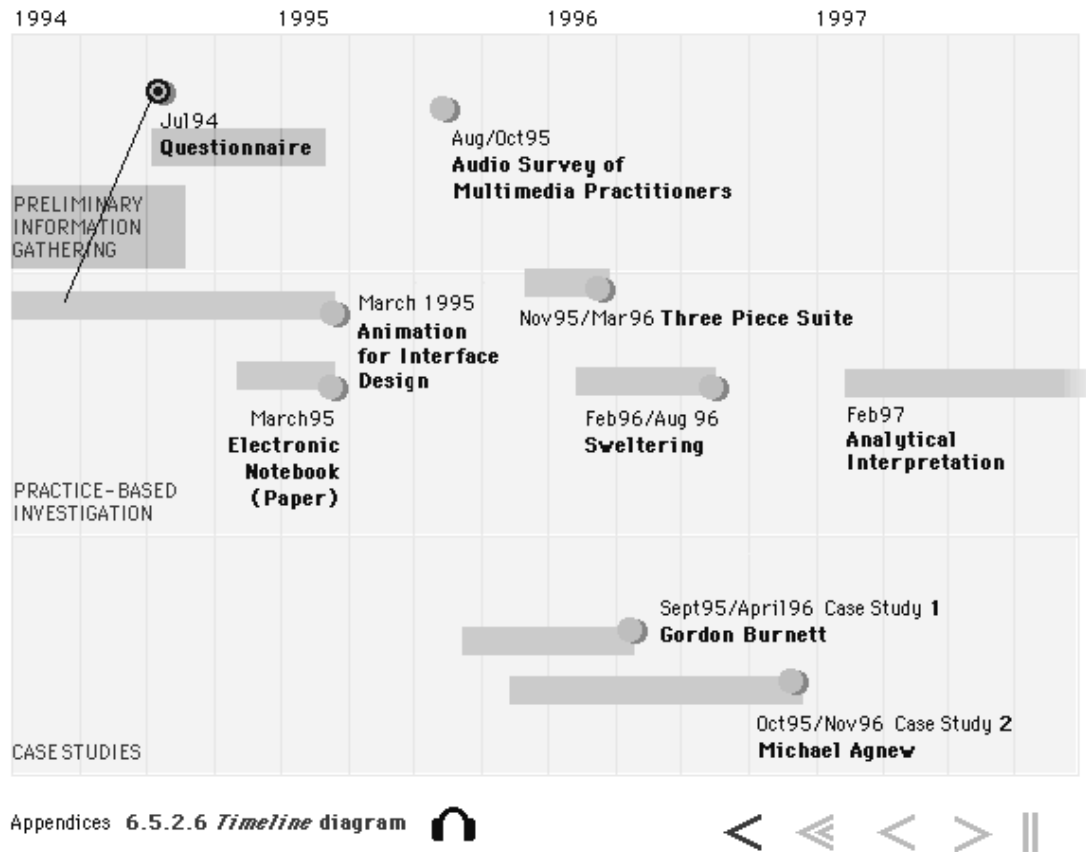 1994 1995 1996 1997
Jul94
Questionnaire
Aug/Oct95
Audio Survey of
Multimedia Practitioners
PRELIMINARY
INFORMATION
GATHERING
March 1995
Animation
for Interface
Design
Nov95/Mar96 Three Piece Suite
March95
Electronic
Notebook
(Paper)
Feb96/Aug 96
Sweltering
Feb97
Analytical
Interpretation
PRACTICE-BASED
INVESTIGATION
Sept95/April96 Case Study 1
Gordon Burnett
Oct95/Nov96 Case Study 2
Michael Agnew
CASE STUDIES
Appendices 6.5.2.6 Timeline diagram